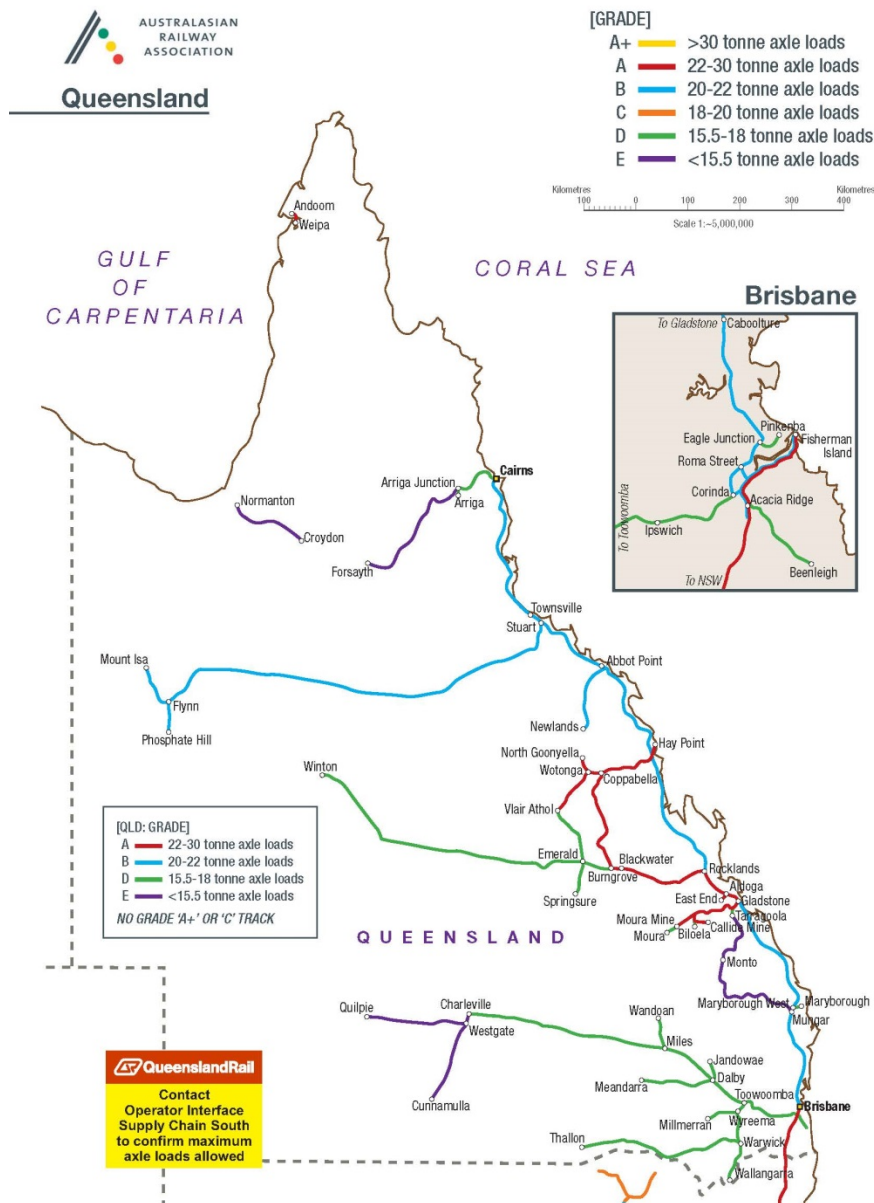 AUSTRALASIAN
RAILWAY
ASSOCIATION
Queensland
[GRADE]
A+ >30 tonne axle loads
A 22-30 tonne axle loads
B 20-22 tonne axle loads
C 18-20 tonne axle loads
D 15.5-18 tonne axle loads
E <15.5 tonne axle loads
Kilometres Kilometres
100 0 100 200 300 400
Scale 1:~5,000,000
Andoom
Weipa
GULF
OF
CARPENTARIA
CORAL SEA
Brisbane
To Gladstone
Caboolture
Pinkenba
Eagle Junction
Fisherman
Island
Roma Street
Corinda
Acacia Ridge
To Toowoomba
Ipswich
Beenleigh
To NSW
Cairns
Arriga Junction
Arriga
Normanton
Croydon
Forsayth
Townsville
Stuart
Mount Isa
Abbot Point
Flynn
Phosphate Hill
Newlands
Hay Point
North Goonyella
Wotonga
Coppabella
Winton
Vlair Athol
[QLD: GRADE]
A 22-30 tonne axle loads
B 20-22 tonne axle loads
D 15.5-18 tonne axle loads
E <15.5 tonne axle loads
NO GRADE 'A+' OR 'C' TRACK
Emerald
Blackwater
Burngrove
Rocklands
Springsure
Aldoga
East End
Gladstone
Tarragoola
Moura Mine
Callide Mine
Moura
Biloela
QUEENSLAND
Monto
Maryborough West
Maryborough
Mungar
Quilpie
Charleville
Westgate
Wandoan
Miles
Jandowae
Dalby
Meandarra
Cunnamulla
Toowoomba
Brisbane
Millmerran
Wyreema
Thallon
Warwick
Wallangarra
QueenslandRail
Contact
Operator Interface
Supply Chain South
to confirm maximum
axle loads allowed